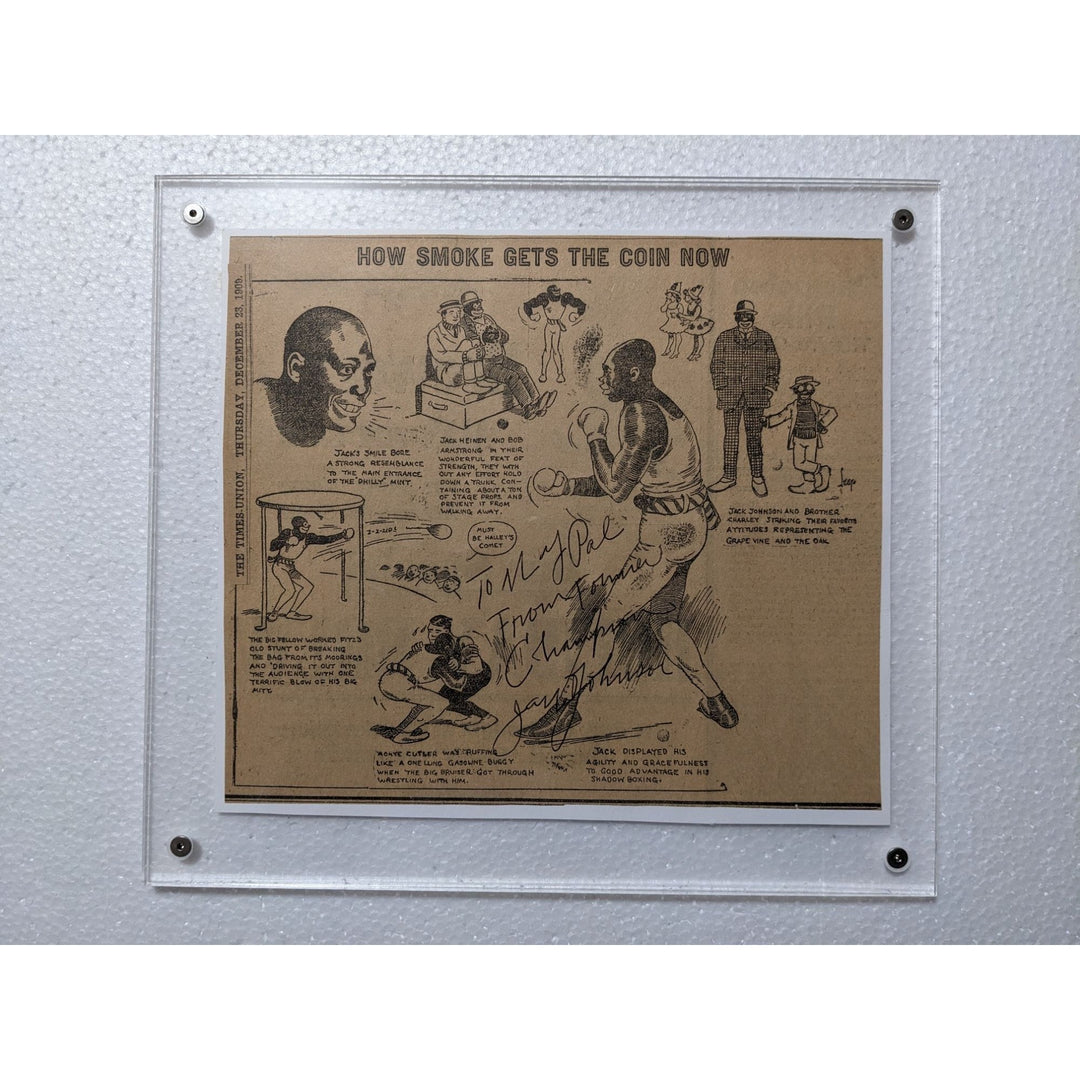 HOW SMOKE GETS THE COIN NOW
THE TIMES-UNION, THURSDAY, DECEMBER 23, 1909.
JACK'S SMILE BORE
A STRONG RESEMBLANCE
TO THE MAIN ENTRANCE
OF THE "PHILLY" MINT.
JACK HEINEN AND BOB
ARMSTRONG IN THEIR
WONDERFUL FEAT OF
STRENGTH, THEY WITH
OUT ANY EFFORT HOLD
DOWN A TRUNK CON-
TAINING ABOUT A TON
OF STAGE PROPS AND
PREVENT IT FROM
WALKING AWAY.
JACK JOHNSON AND BROTHER
CHARLEY STRIKING THEIR FAVORITE
ATTITUDES REPRESENTING THE
GRAPE VINE AND THE OAK
MUST
BE HALLEY'S
COMET
THE BIG FELLOW WORKED FITZ'S
OLD STUNT OF BREAKING
THE BAG FROM ITS MOORINGS
AND DRIVING IT OUT INTO
THE AUDIENCE WITH ONE
TERRIFIC BLOW OF HIS BIG
MITT
To My Pal
From Former
Champion
Jack Johnson
CUTLER WAS PUFFING
LIKE A ONE LUNG GASOLINE BUGGY
WHEN THE BIG BRUISER GOT THROUGH
WRESTLING WITH HIM.
JACK DISPLAYED HIS
AGILITY AND GRACEFULNESS
TO GOOD ADVANTAGE IN HIS
SHADOW BOXING.